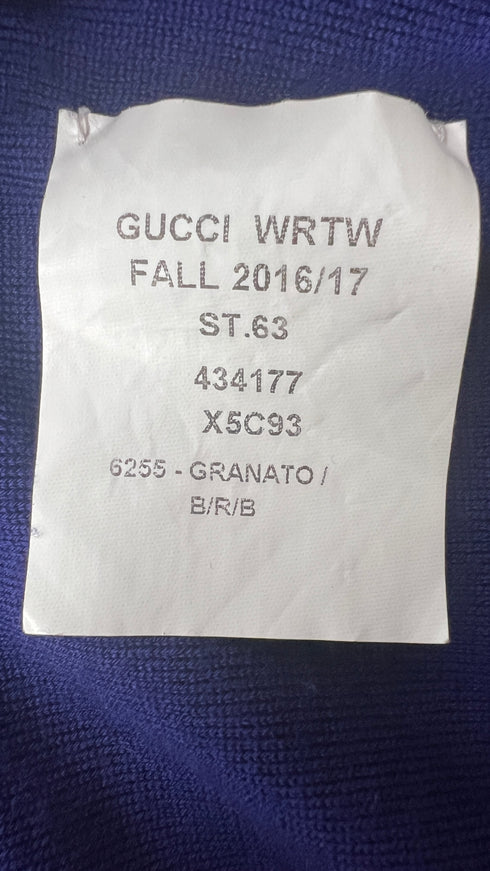 GUCCI WRTW
FALL 2016/17
ST.63
434177
X5C93
6255 - GRANATO /
B/R/B